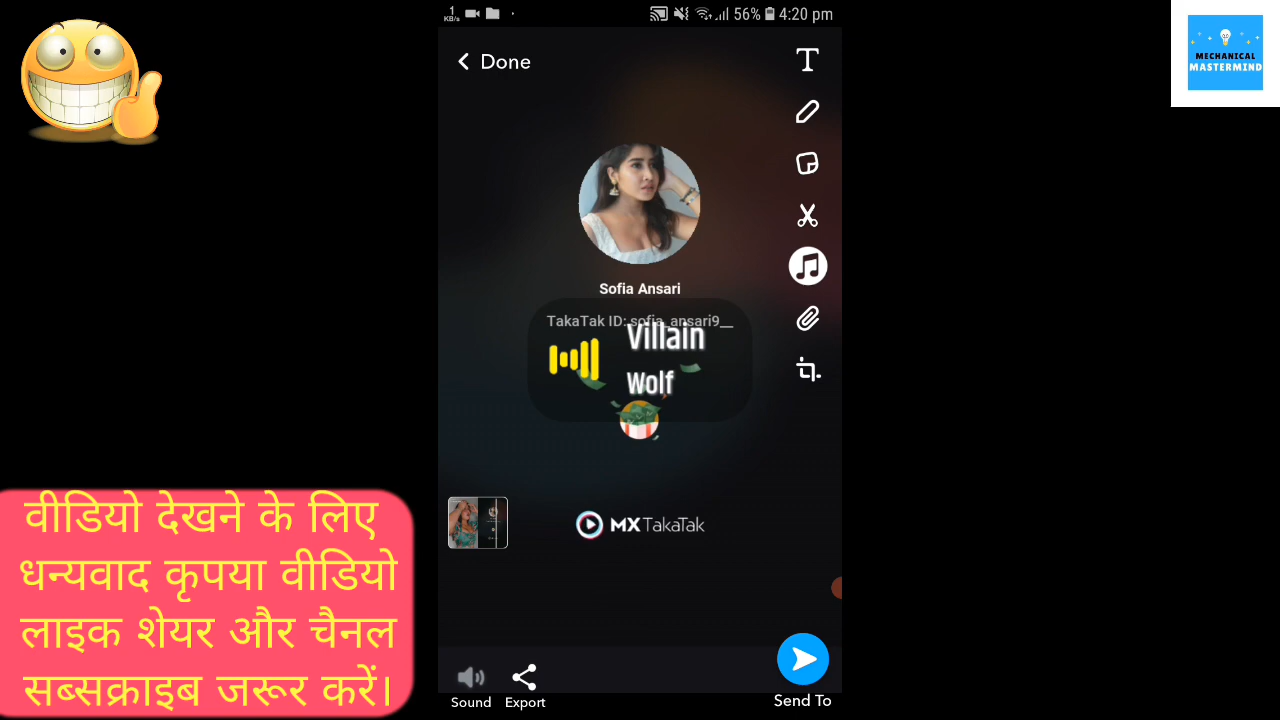 1
KB/s
56%
4:20 pm
Done
MECHANICAL
MASTERMIND
Sofia Ansari
TakaTak ID: sofia_ansari9__
Villain
Wolf
MX TakaTak
वीडियो देखने के लिए
धन्यवाद कृपया वीडियो
लाइक शेयर और चैनल
सब्सक्राइब जरूर करें।
Sound
Export
Send To